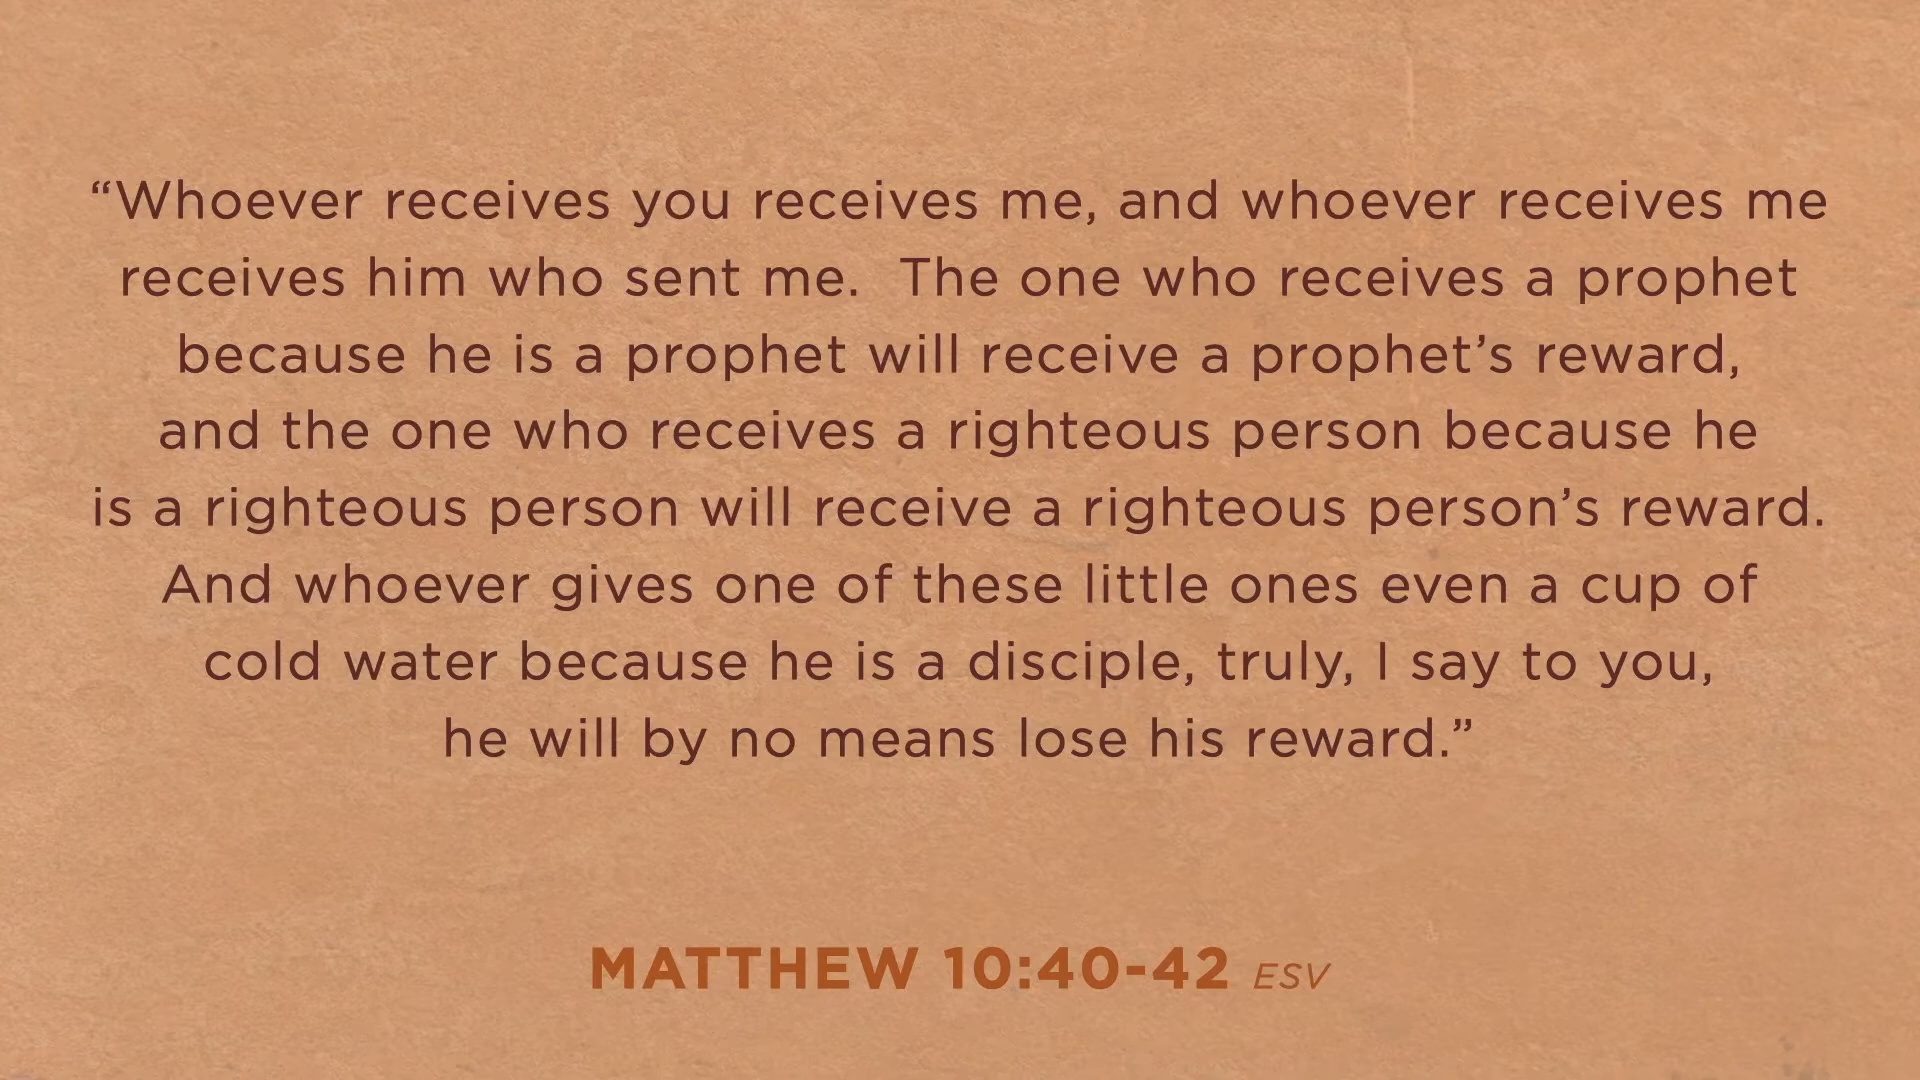 “Whoever receives you receives me, and whoever receives me
receives him who sent me.  The one who receives a prophet
because he is a prophet will receive a prophet’s reward,
and the one who receives a righteous person because he
is a righteous person will receive a righteous person’s reward.
And whoever gives one of these little ones even a cup of
cold water because he is a disciple, truly, I say to you,
he will by no means lose his reward.”
MATTHEW 10:40-42 ESV